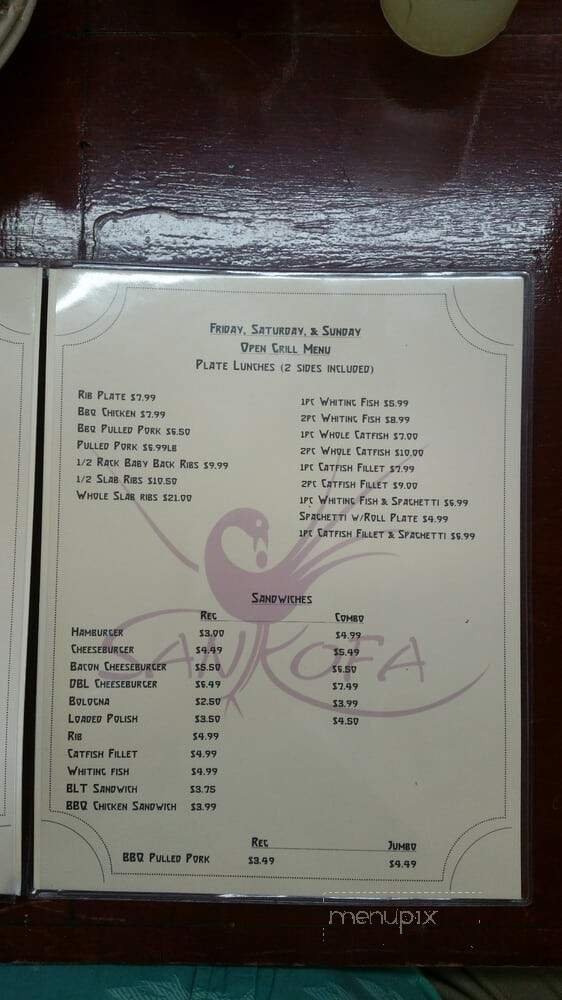 Friday, Saturday, & Sunday
Open Grill Menu
Plate Lunches (2 sides included)
Rib Plate $7.99
BBQ Chicken $7.99
BBQ Pulled Pork $6.50
Pulled Pork $6.99lb
1/2 Rack Baby Back Ribs $9.99
1/2 Slab Ribs $10.50
Whole Slab ribs $21.00
1pc Whiting Fish $5.99
2pc Whiting Fish $8.99
1pc Whole Catfish $7.00
2pc Whole Catfish $10.00
1pc Catfish Fillet $7.99
2pc Catfish Fillet $9.00
1pc Whiting Fish & Spaghetti $6.99
Spaghetti w/Roll Plate $4.99
1pc Catfish Fillet & Spaghetti $6.99
SanKofa
Sandwiches
Reg Combo
Hamburger $3.00 $4.99
Cheeseburger $4.49 $5.49
Bacon Cheeseburger $5.50 $6.50
DBL Cheeseburger $6.49 $7.49
Bologna $2.50 $3.99
Loaded Polish $3.50 $4.50
Rib $4.99
Catfish Fillet $4.99
Whiting fish $4.99
BLT Sandwich $3.75
BBQ Chicken Sandwich $3.99
Reg Jumbo
BBQ Pulled Pork $3.49 $4.49
menupix